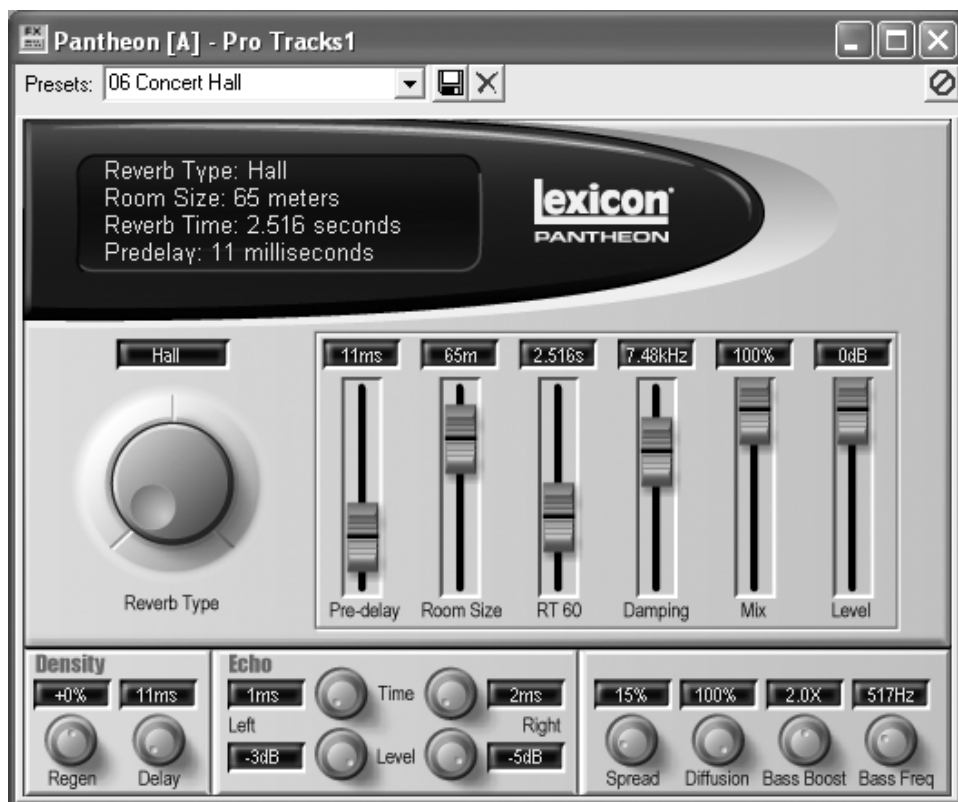 Pantheon [A] - Pro Tracks1
Presets: 06 Concert Hall
Reverb Type: Hall
Room Size: 65 meters
Reverb Time: 2.516 seconds
Predelay: 11 milliseconds
lexicon
PANTHEON
Hall
11ms 65m 2.516s 7.48kHz 100% 0dB
Reverb Type
Pre-delay Room Size RT 60 Damping Mix Level
Density
+0% 11ms
Regen Delay
Echo
1ms Time 2ms
Left Right
-3dB Level -5dB
15% 100% 2.0X 517Hz
Spread Diffusion Bass Boost Bass Freq